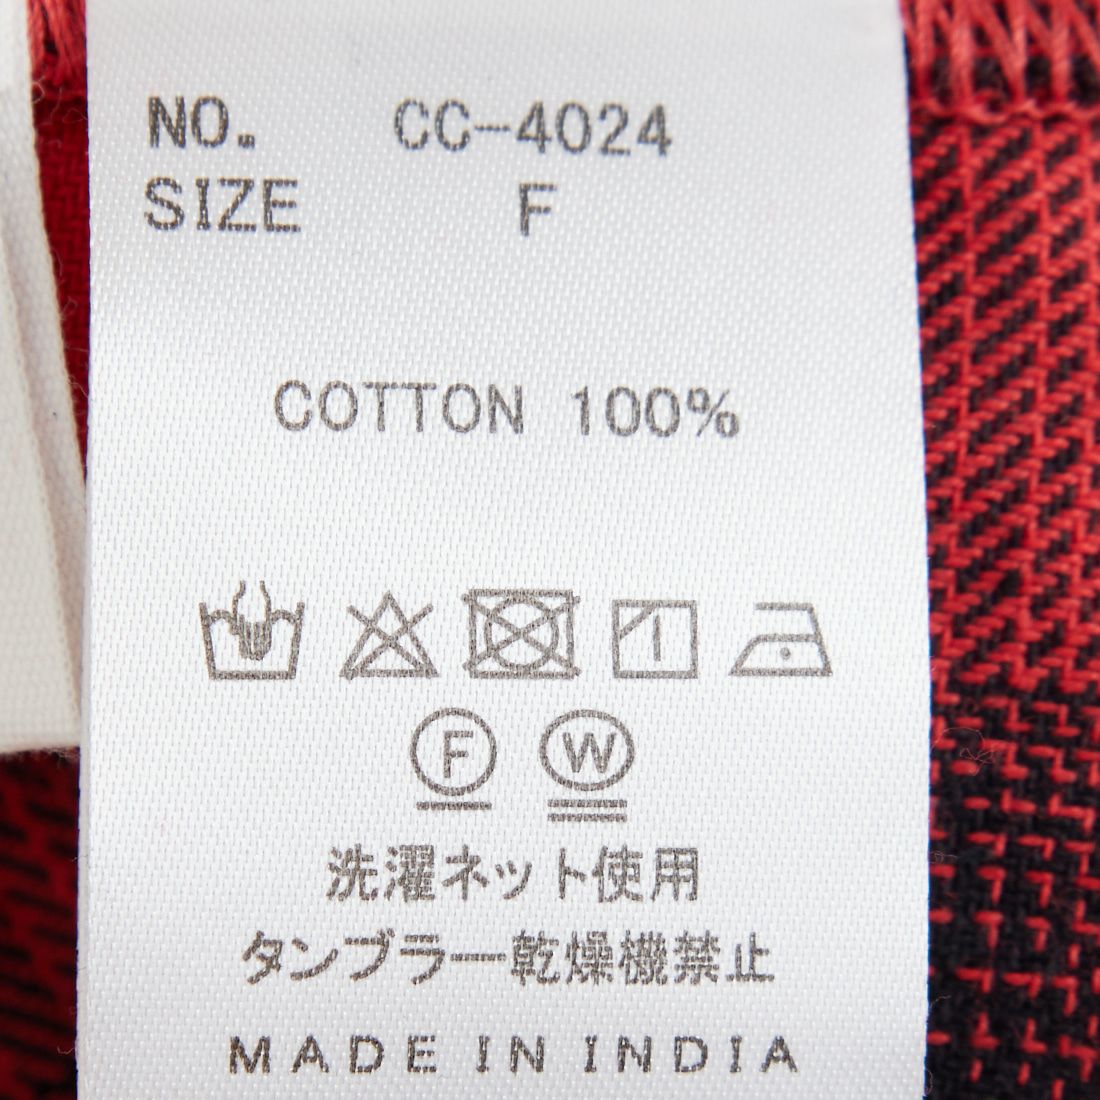 NO. CC-4024
SIZE F
COTTON 100%
F W
洗濯ネット使用
タンブラー乾燥機禁止
MADE IN INDIA